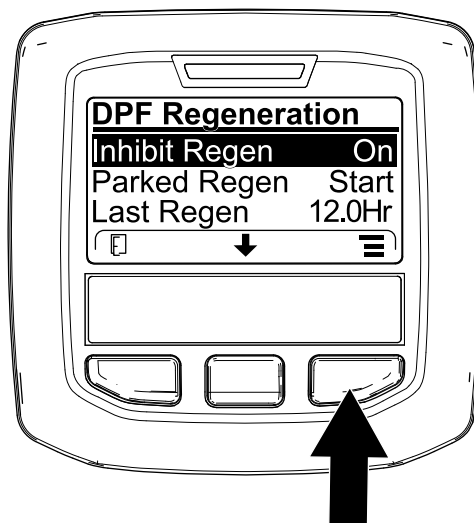 DPF Regeneration
Inhibit Regen On
Parked Regen Start
Last Regen 12.0Hr